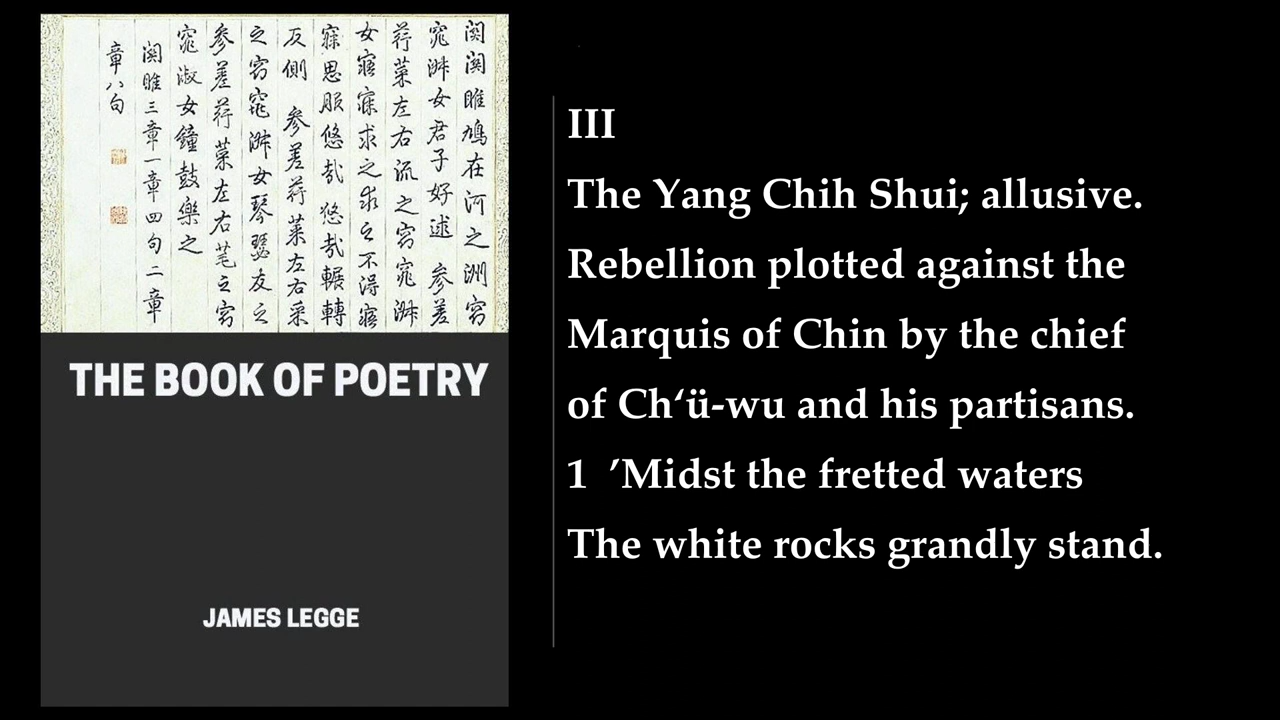 關關雎鳩在河之洲窈
窕淑女君子好逑 參差
荇菜左右流之窈窕淑
女寤寐求之求之不得寤
寐思服悠哉悠哉輾轉
反側 參差荇菜左右采
之窈窕淑女琴瑟友之
參差荇菜左右芼之窈
窕淑女鐘鼓樂之
關雎三章一章四句二章
章八句
THE BOOK OF POETRY
JAMES LEGGE
III
The Yang Chih Shui; allusive.
Rebellion plotted against the
Marquis of Chin by the chief
of Ch‘ü-wu and his partisans.
1 ’Midst the fretted waters
The white rocks grandly stand.